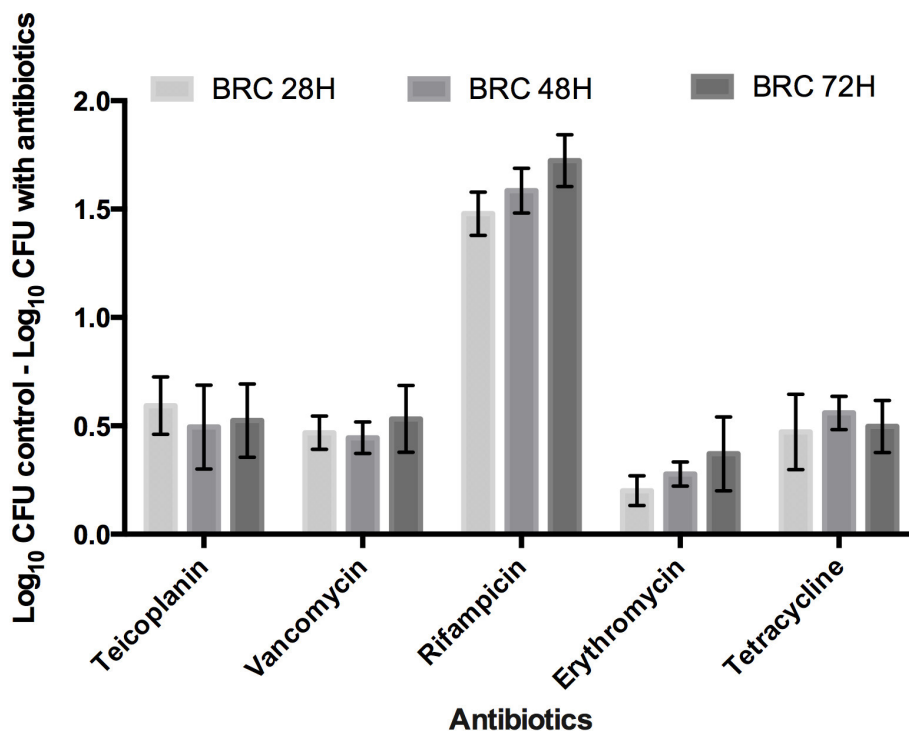 Log₁₀ CFU control - Log₁₀ CFU with antibiotics
BRC 28H BRC 48H BRC 72H
2.0
1.5
1.0
0.5
0.0
Teicoplanin Vancomycin Rifampicin Erythromycin Tetracycline
Antibiotics